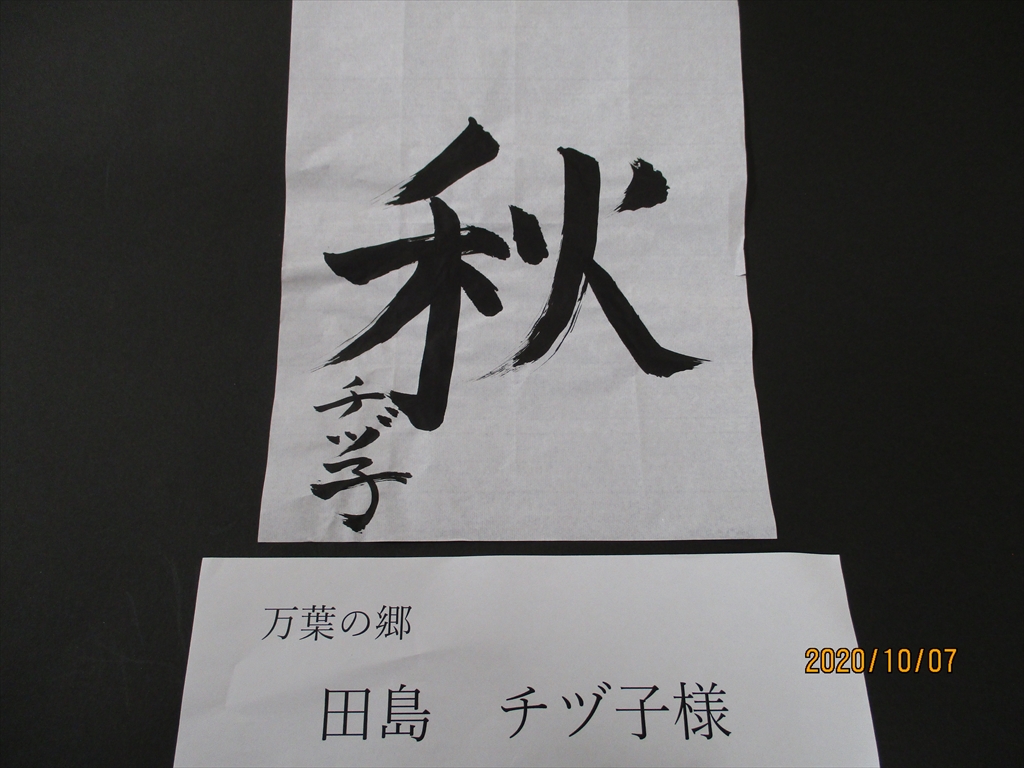 秋
チヅ子
万葉の郷
田島　チヅ子様
2020/10/07